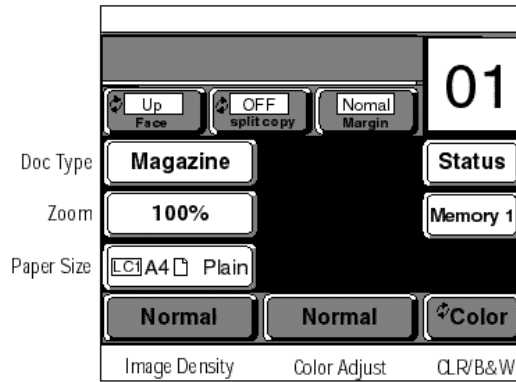 01
Up
Face
OFF
split copy
Nomal
Margin
Doc Type
Magazine
Status
Zoom
100%
Memory 1
Paper Size
LC1 A4 Plain
Normal
Normal
Color
Image Density
Color Adjust
CLR/B&W